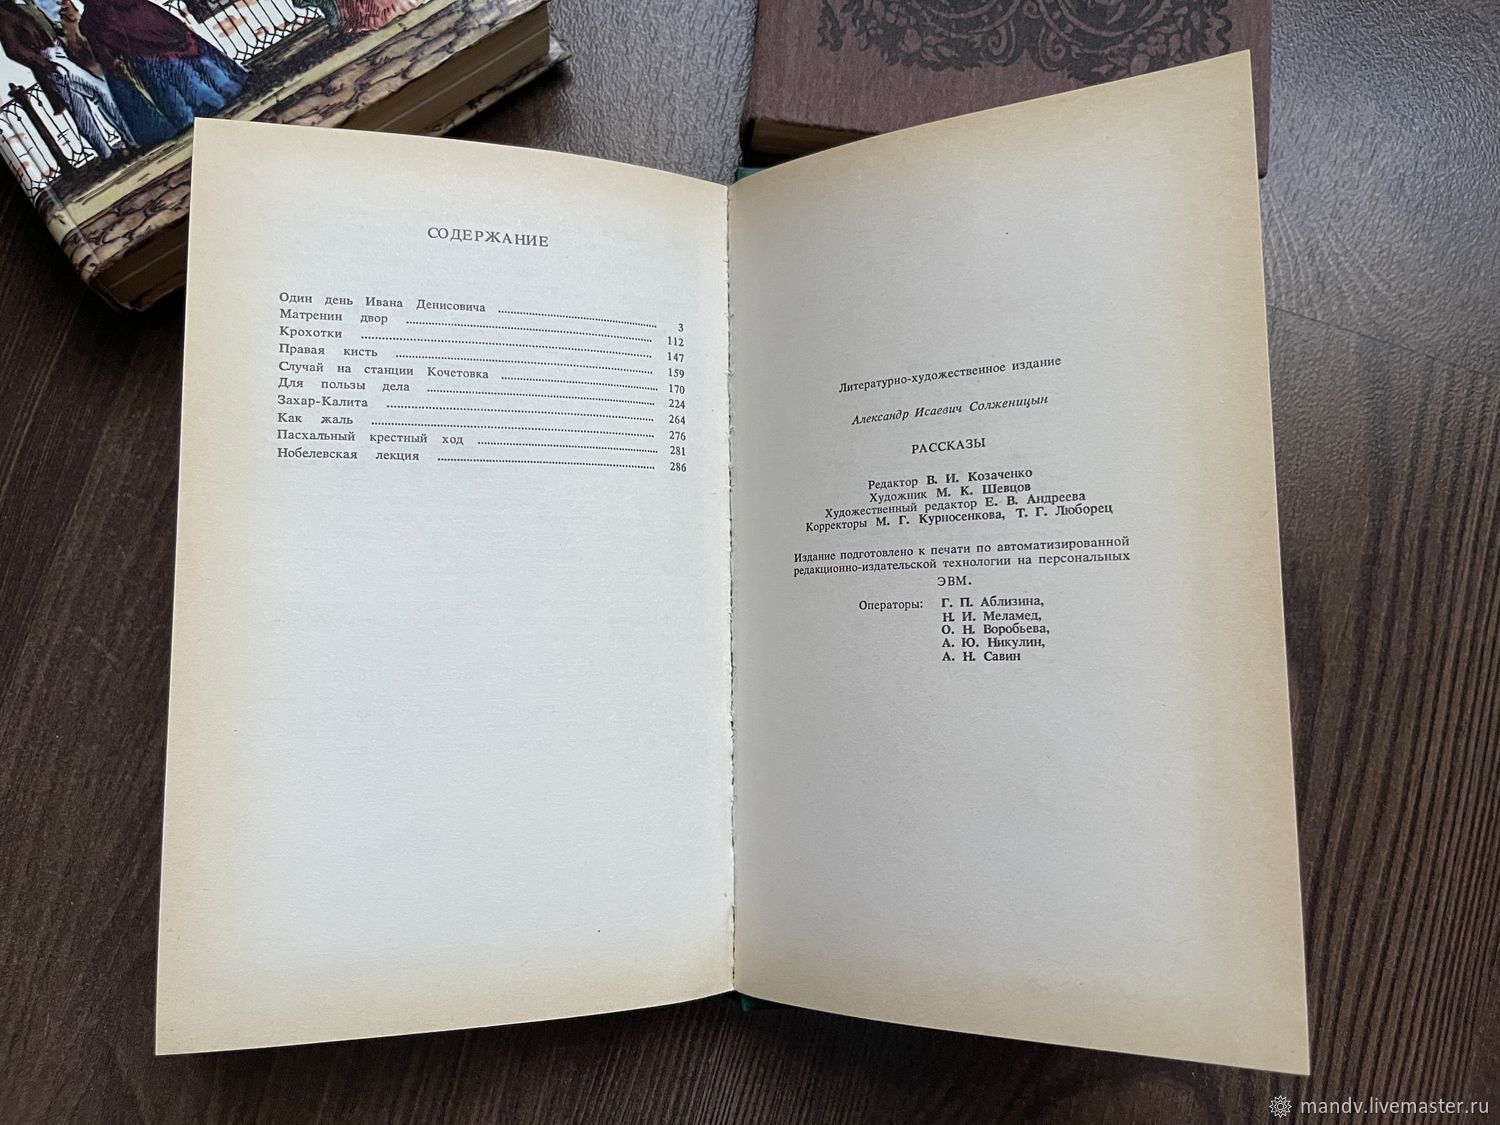 СОДЕРЖАНИЕ
Один день Ивана Денисовича 3
Матренин двор 112
Крохотки 147
Правая кисть 159
Случай на станции Кочетовка 170
Для пользы дела 224
Захар-Калита 264
Как жаль 276
Пасхальный крестный ход 281
Нобелевская лекция 286
Литературно-художественное издание
Александр Исаевич Солженицын
РАССКАЗЫ
Редактор В. И. Козаченко
Художник М. К. Шевцов
Художественный редактор Е. В. Андреева
Корректоры М. Г. Курносенкова, Т. Г. Люборец
Издание подготовлено к печати по автоматизированной
редакционно-издательской технологии на персональных
ЭВМ.
Операторы: Г. П. Аблизина,
Н. И. Меламед,
О. Н. Воробьева,
А. Ю. Никулин,
А. Н. Савин
mandv.livemaster.ru